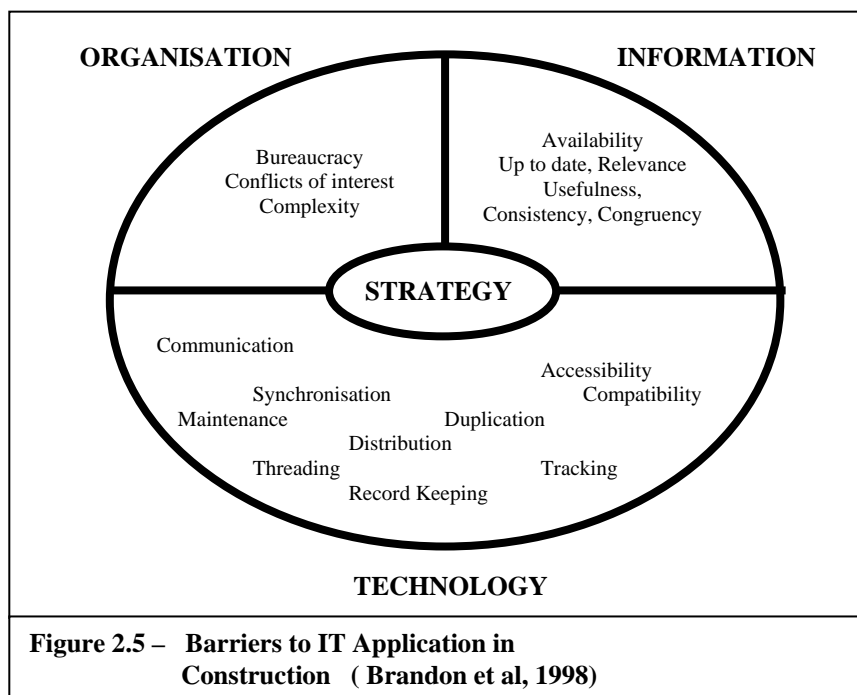 ORGANISATION
INFORMATION
Bureaucracy
Conflicts of interest
Complexity
Availability
Up to date, Relevance
Usefulness,
Consistency, Congruency
STRATEGY
Communication
Accessibility
Synchronisation
Compatibility
Maintenance
Duplication
Distribution
Threading
Tracking
Record Keeping
TECHNOLOGY
Figure 2.5 – Barriers to IT Application in
Construction ( Brandon et al, 1998)